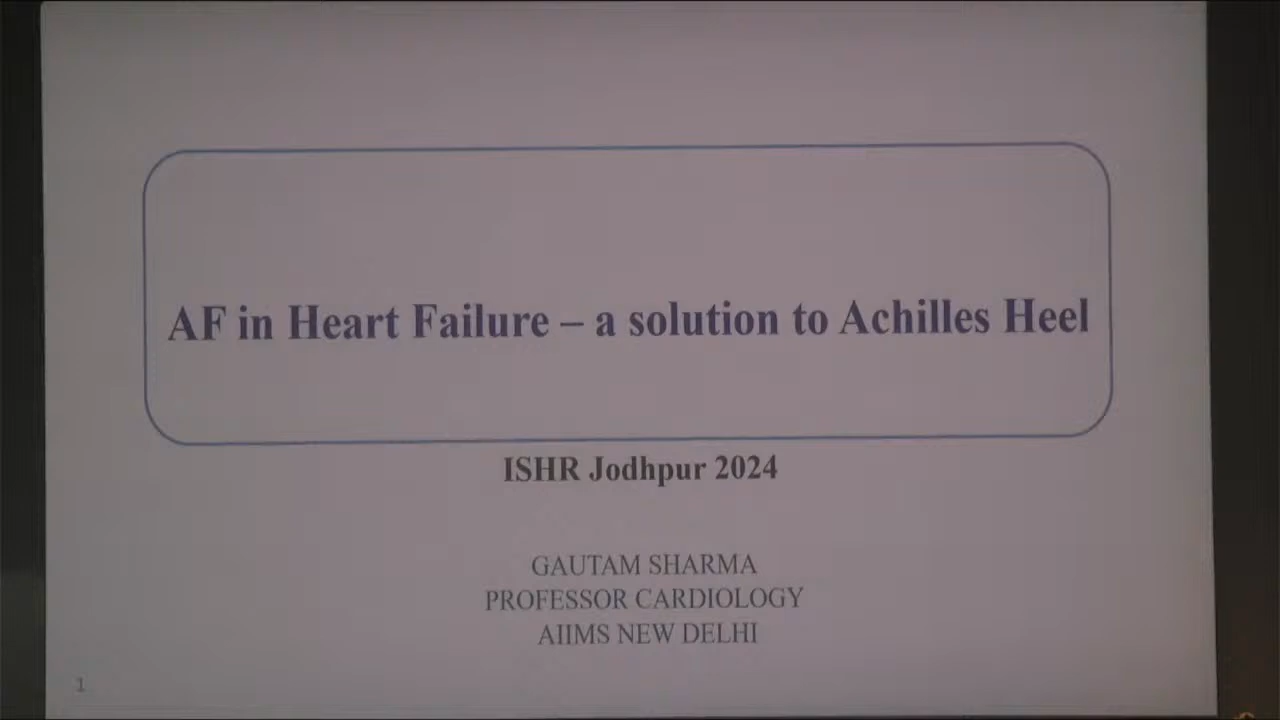 AF in Heart Failure – a solution to Achilles Heel
ISHR Jodhpur 2024
GAUTAM SHARMA
PROFESSOR CARDIOLOGY
AIIMS NEW DELHI
1